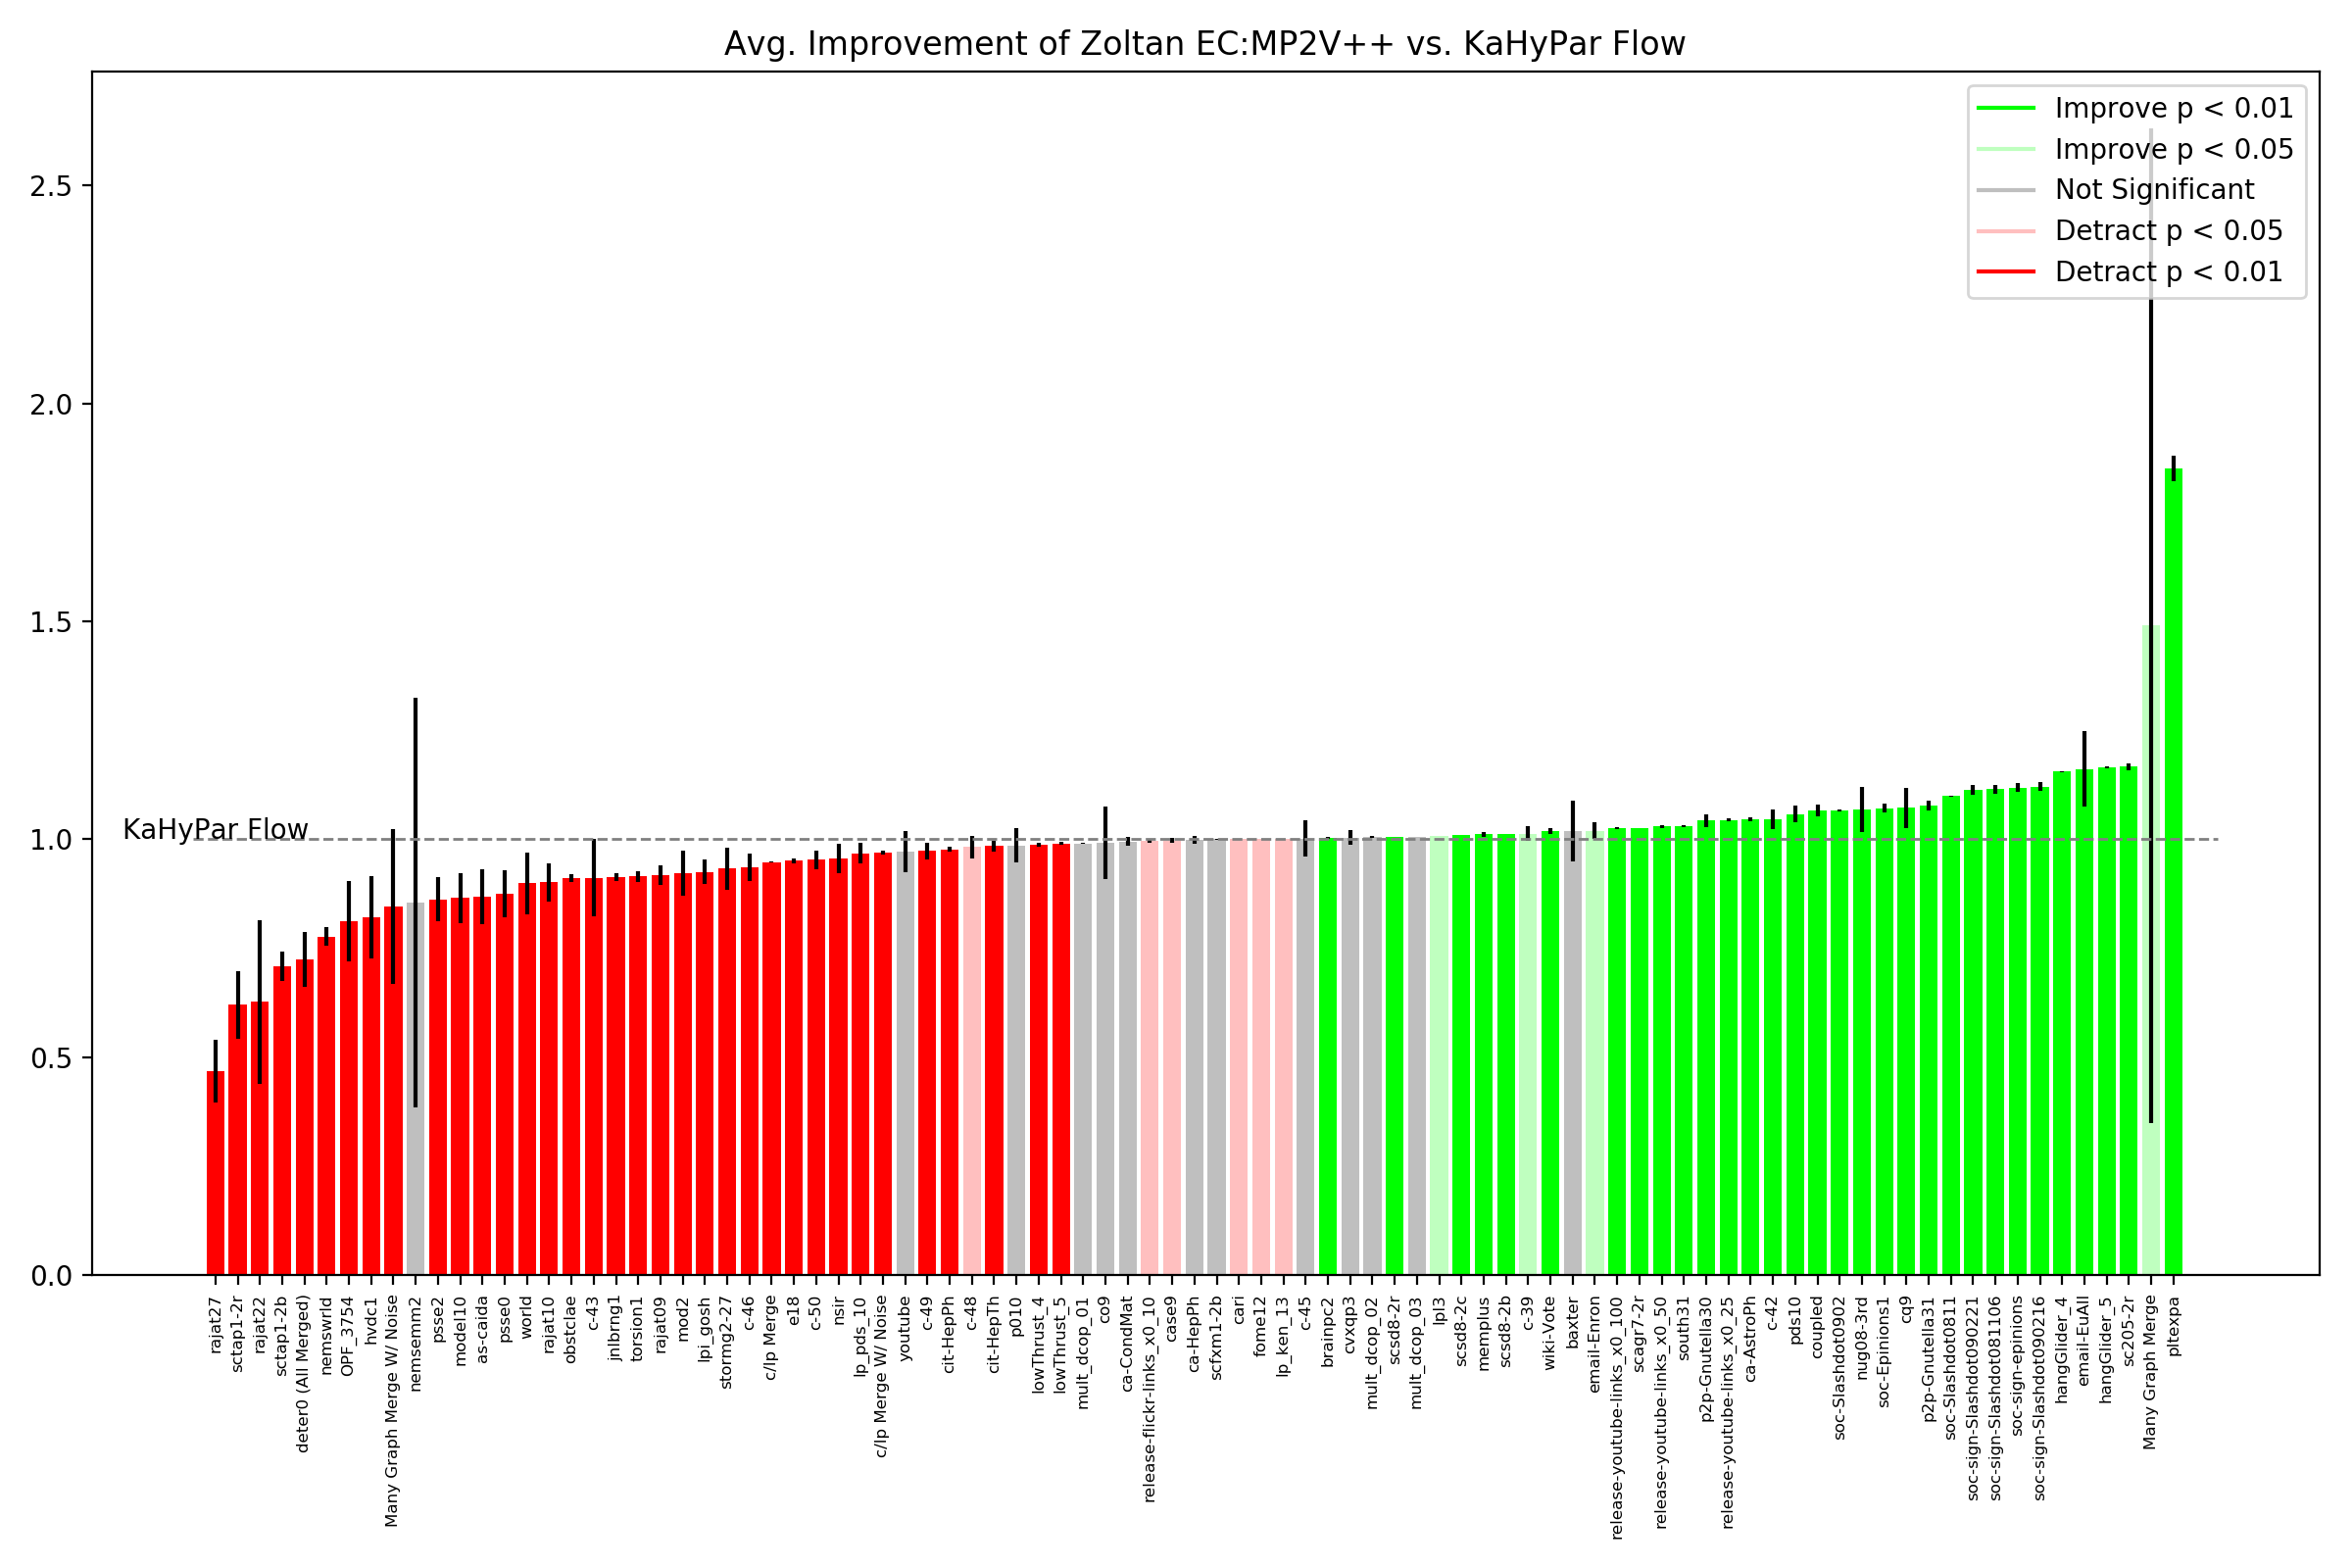 Avg. Improvement of Zoltan EC:MP2V++ vs. KaHyPar Flow
Improve p < 0.01
Improve p < 0.05
Not Significant
Detract p < 0.05
Detract p < 0.01
2.5
2.0
1.5
1.0
0.5
0.0
KaHyPar Flow
rajat27
sctap1-2r
rajat22
sctap1-2b
deter0 (All Merged)
nemswrld
OPF_3754
hvdc1
Many Graph Merge W/ Noise
nemsemm2
psse2
model10
as-caida
psse0
world
rajat10
obstclae
c-43
jnlbrng1
torsion1
rajat09
mod2
lpi_gosh
stormg2-27
c-46
c/lp Merge
e18
c-50
nsir
lp_pds_10
c/lp Merge W/ Noise
youtube
c-49
cit-HepPh
c-48
cit-HepTh
p010
lowThrust_4
lowThrust_5
mult_dcop_01
co9
ca-CondMat
release-flickr-links_x0_10
case9
ca-HepPh
scfxm1-2b
cari
fome12
lp_ken_13
c-45
brainpc2
cvxqp3
mult_dcop_02
scsd8-2r
mult_dcop_03
lpl3
scsd8-2c
memplus
scsd8-2b
c-39
wiki-Vote
baxter
email-Enron
release-youtube-links_x0_100
scagr7-2r
release-youtube-links_x0_50
south31
p2p-Gnutella30
release-youtube-links_x0_25
ca-AstroPh
c-42
pds10
coupled
soc-Slashdot0902
nug08-3rd
soc-Epinions1
cq9
p2p-Gnutella31
soc-Slashdot0811
soc-sign-Slashdot090221
soc-sign-Slashdot081106
soc-sign-epinions
soc-sign-Slashdot090216
hangGlider_4
email-EuAll
hangGlider_5
sc205-2r
Many Graph Merge
pltexpa